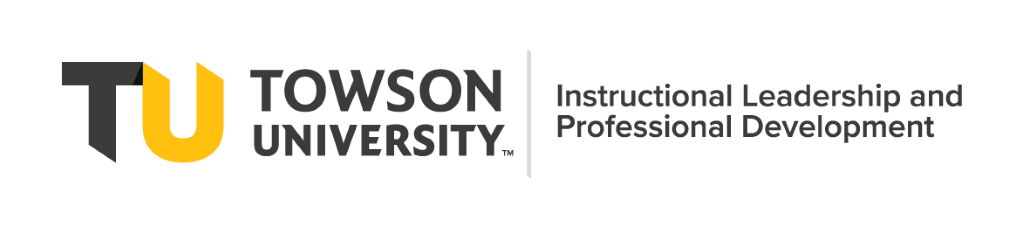 TU
TOWSON
UNIVERSITY™
Instructional Leadership and
Professional Development